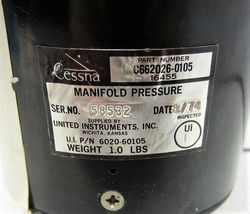 Cessna
PART NUMBER
C662026-0105
16455
MANIFOLD PRESSURE
SER.NO. 58532 DATE /74
SUPPLIED BY INSPECTED
UNITED INSTRUMENTS, INC.
WICHITA, KANSAS
UI
U.I. P/N 6020-60105
WEIGHT 1.0 LBS